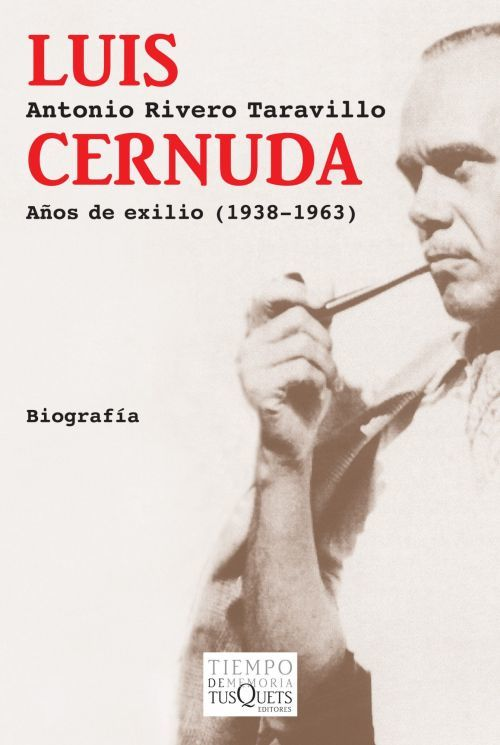 LUIS
Antonio Rivero Taravillo
CERNUDA
Años de exilio (1938-1963)
Biografía
TIEMPO
DE MEMORIA
TUSQUETS
EDITORES